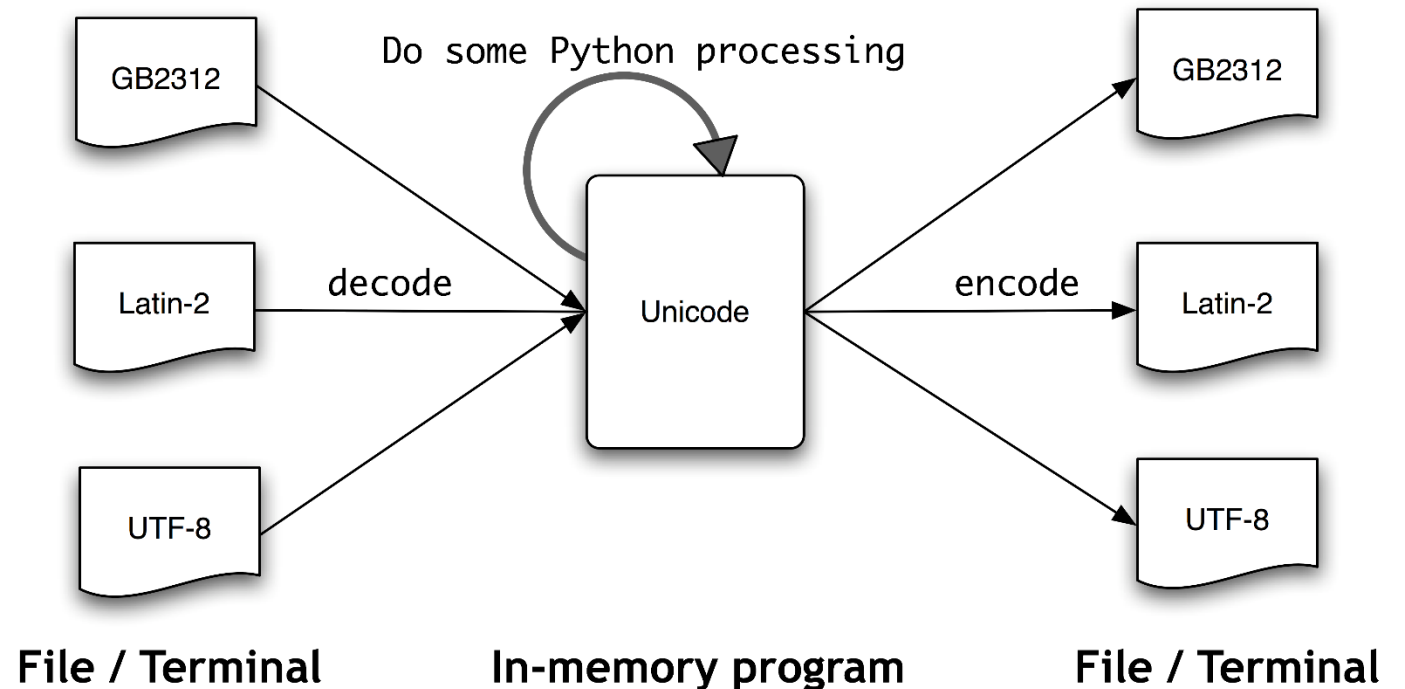 Do some Python processing
GB2312
GB2312
decode
encode
Latin-2
Unicode
Latin-2
UTF-8
UTF-8
File / Terminal
In-memory program
File / Terminal